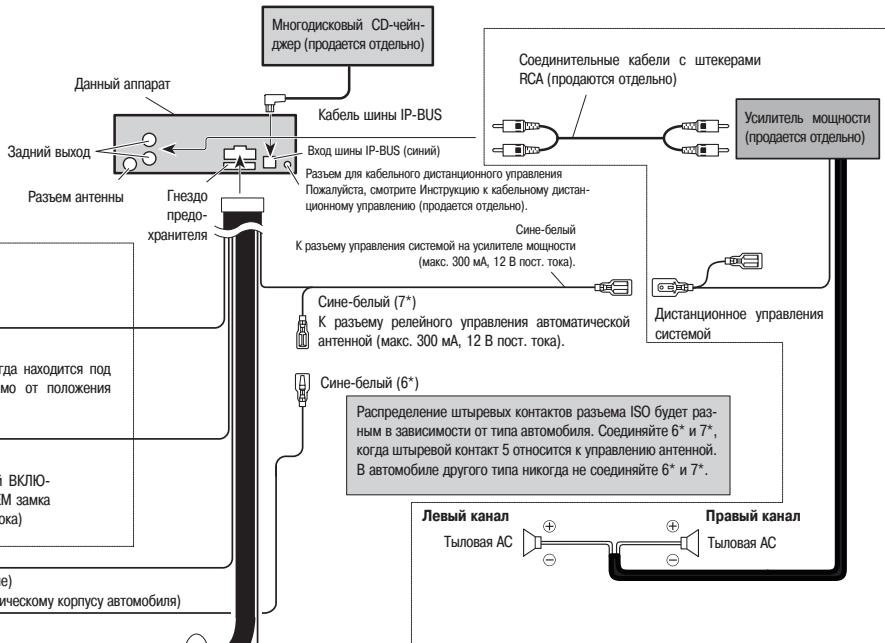 Многодисковый CD-чейн-
джер (продается отдельно)
Соединительные кабели с штекерами
RCA (продаются отдельно)
Данный аппарат
Кабель шины IP-BUS
Усилитель мощности
(продается отдельно)
Задний выход
Вход шины IP-BUS (синий)
Разъем для кабельного дистанционного управления
Пожалуйста, смотрите Инструкцию к кабельному дистан-
ционному управлению (продается отдельно).
Разъем антенны
Гнездо
предо-
хранителя
Сине-белый
К разъему управления системой на усилителе мощности
(макс. 300 мА, 12 В пост. тока).
Сине-белый (7*)
К разъему релейного управления автоматической
антенной (макс. 300 мА, 12 В пост. тока).
Дистанционное управления
системой
гда находится под
мо от положения
Сине-белый (6*)
Распределение штыревых контактов разъема ISO будет раз-
ным в зависимости от типа автомобиля. Соединяйте 6* и 7*,
когда штыревой контакт 5 относится к управлению антенной.
В автомобиле другого типа никогда не соединяйте 6* и 7*.
й ВКЛЮ-
ЕМ замка
ока)
Левый канал
Тыловая АС
+
−
+
−
Правый канал
Тыловая АС
ие)
ическому корпусу автомобиля)